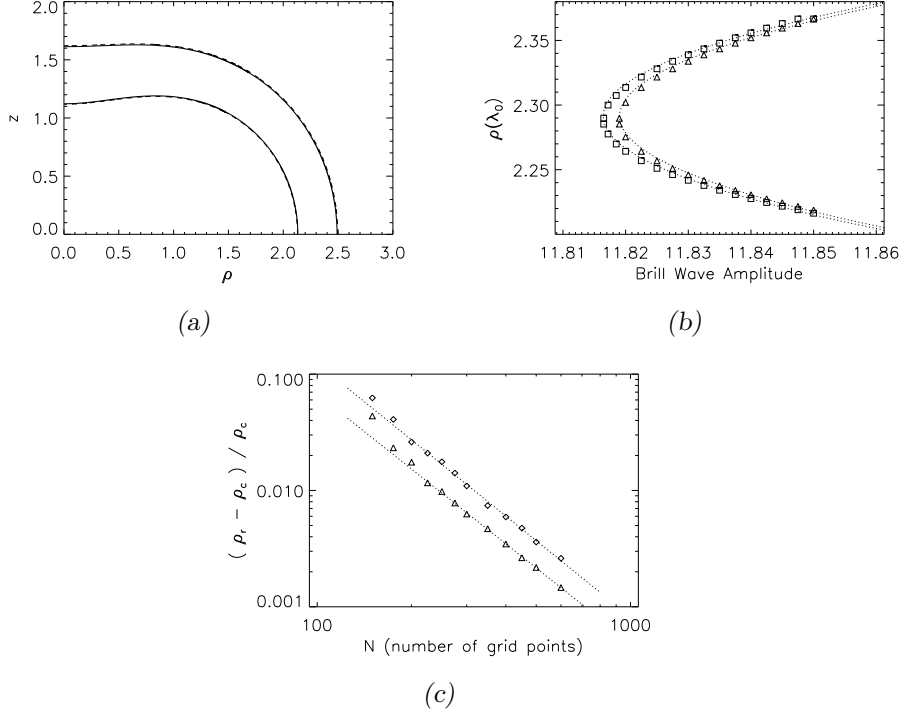 2.0
1.5
1.0
0.5
0.0
z
0.0 0.5 1.0 1.5 2.0 2.5 3.0
ρ
(a)
2.35
2.30
2.25
ρ(λ₀)
11.81 11.82 11.83 11.84 11.85 11.86
Brill Wave Amplitude
(b)
0.100
0.010
0.001
( ρᵣ − ρ_c ) / ρ_c
100 1000
N (number of grid points)
(c)